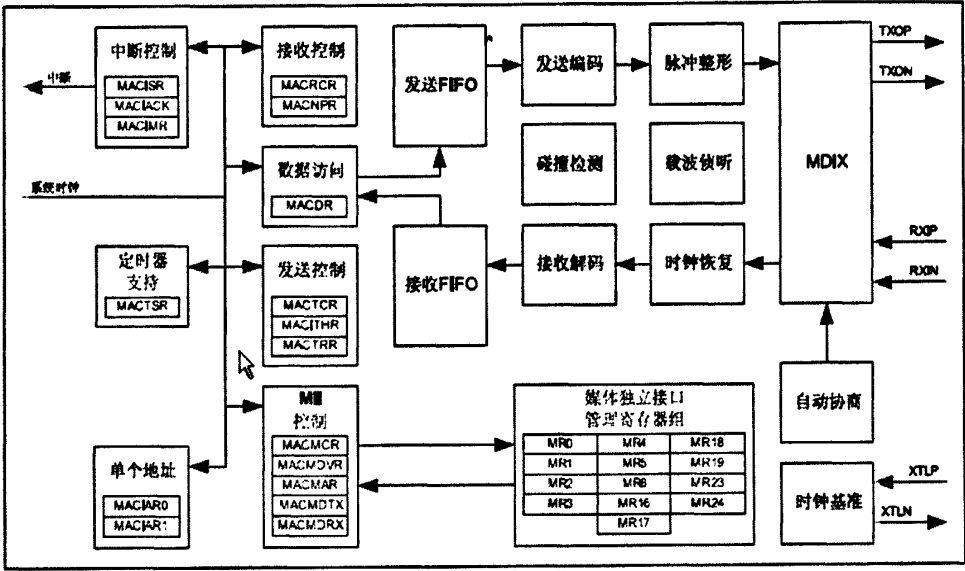 中断控制
MACISR
MACIACK
MACIMR
中断
系统时钟
定时器
支持
MACTSR
单个地址
MACIAR0
MACIAR1
接收控制
MACRCR
MACNPR
数据访问
MACDR
发送控制
MACTCR
MACITHR
MACTRR
MII
控制
MACMCR
MACMDVR
MACMAR
MACMDTX
MACMDRX
发送FIFO
接收FIFO
发送编码
脉冲整形
碰撞检测
载波侦听
接收解码
时钟恢复
MDIX
TXOP
TXON
RXIP
RXIN
自动协商
媒体独立接口
管理寄存器组
MR0 MR4 MR18
MR1 MR5 MR19
MR2 MR6 MR23
MR3 MR16 MR24
MR17
时钟基准
XTLP
XTLN